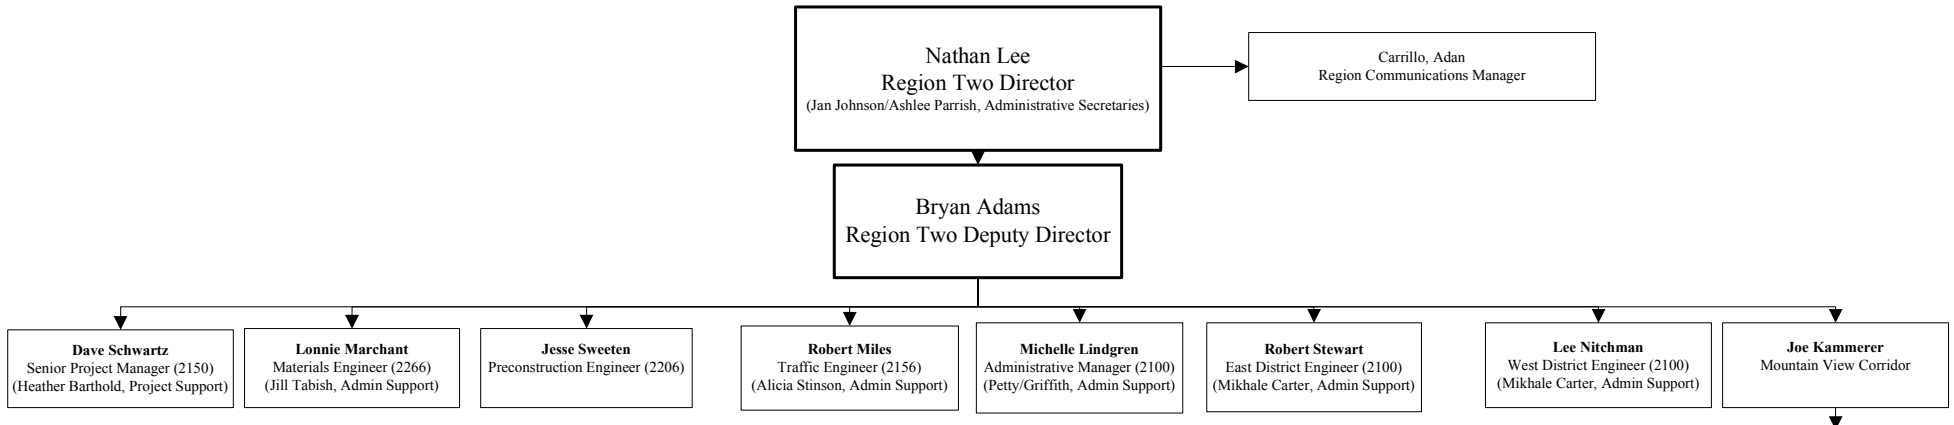 Nathan Lee
Region Two Director
(Jan Johnson/Ashlee Parrish, Administrative Secretaries)
Carrillo, Adan
Region Communications Manager
Bryan Adams
Region Two Deputy Director
Dave Schwartz
Senior Project Manager (2150)
(Heather Barthold, Project Support)
Lonnie Marchant
Materials Engineer (2266)
(Jill Tabish, Admin Support)
Jesse Sweeten
Preconstruction Engineer (2206)
Robert Miles
Traffic Engineer (2156)
(Alicia Stinson, Admin Support)
Michelle Lindgren
Administrative Manager (2100)
(Petty/Griffith, Admin Support)
Robert Stewart
East District Engineer (2100)
(Mikhale Carter, Admin Support)
Lee Nitchman
West District Engineer (2100)
(Mikhale Carter, Admin Support)
Joe Kammerer
Mountain View Corridor